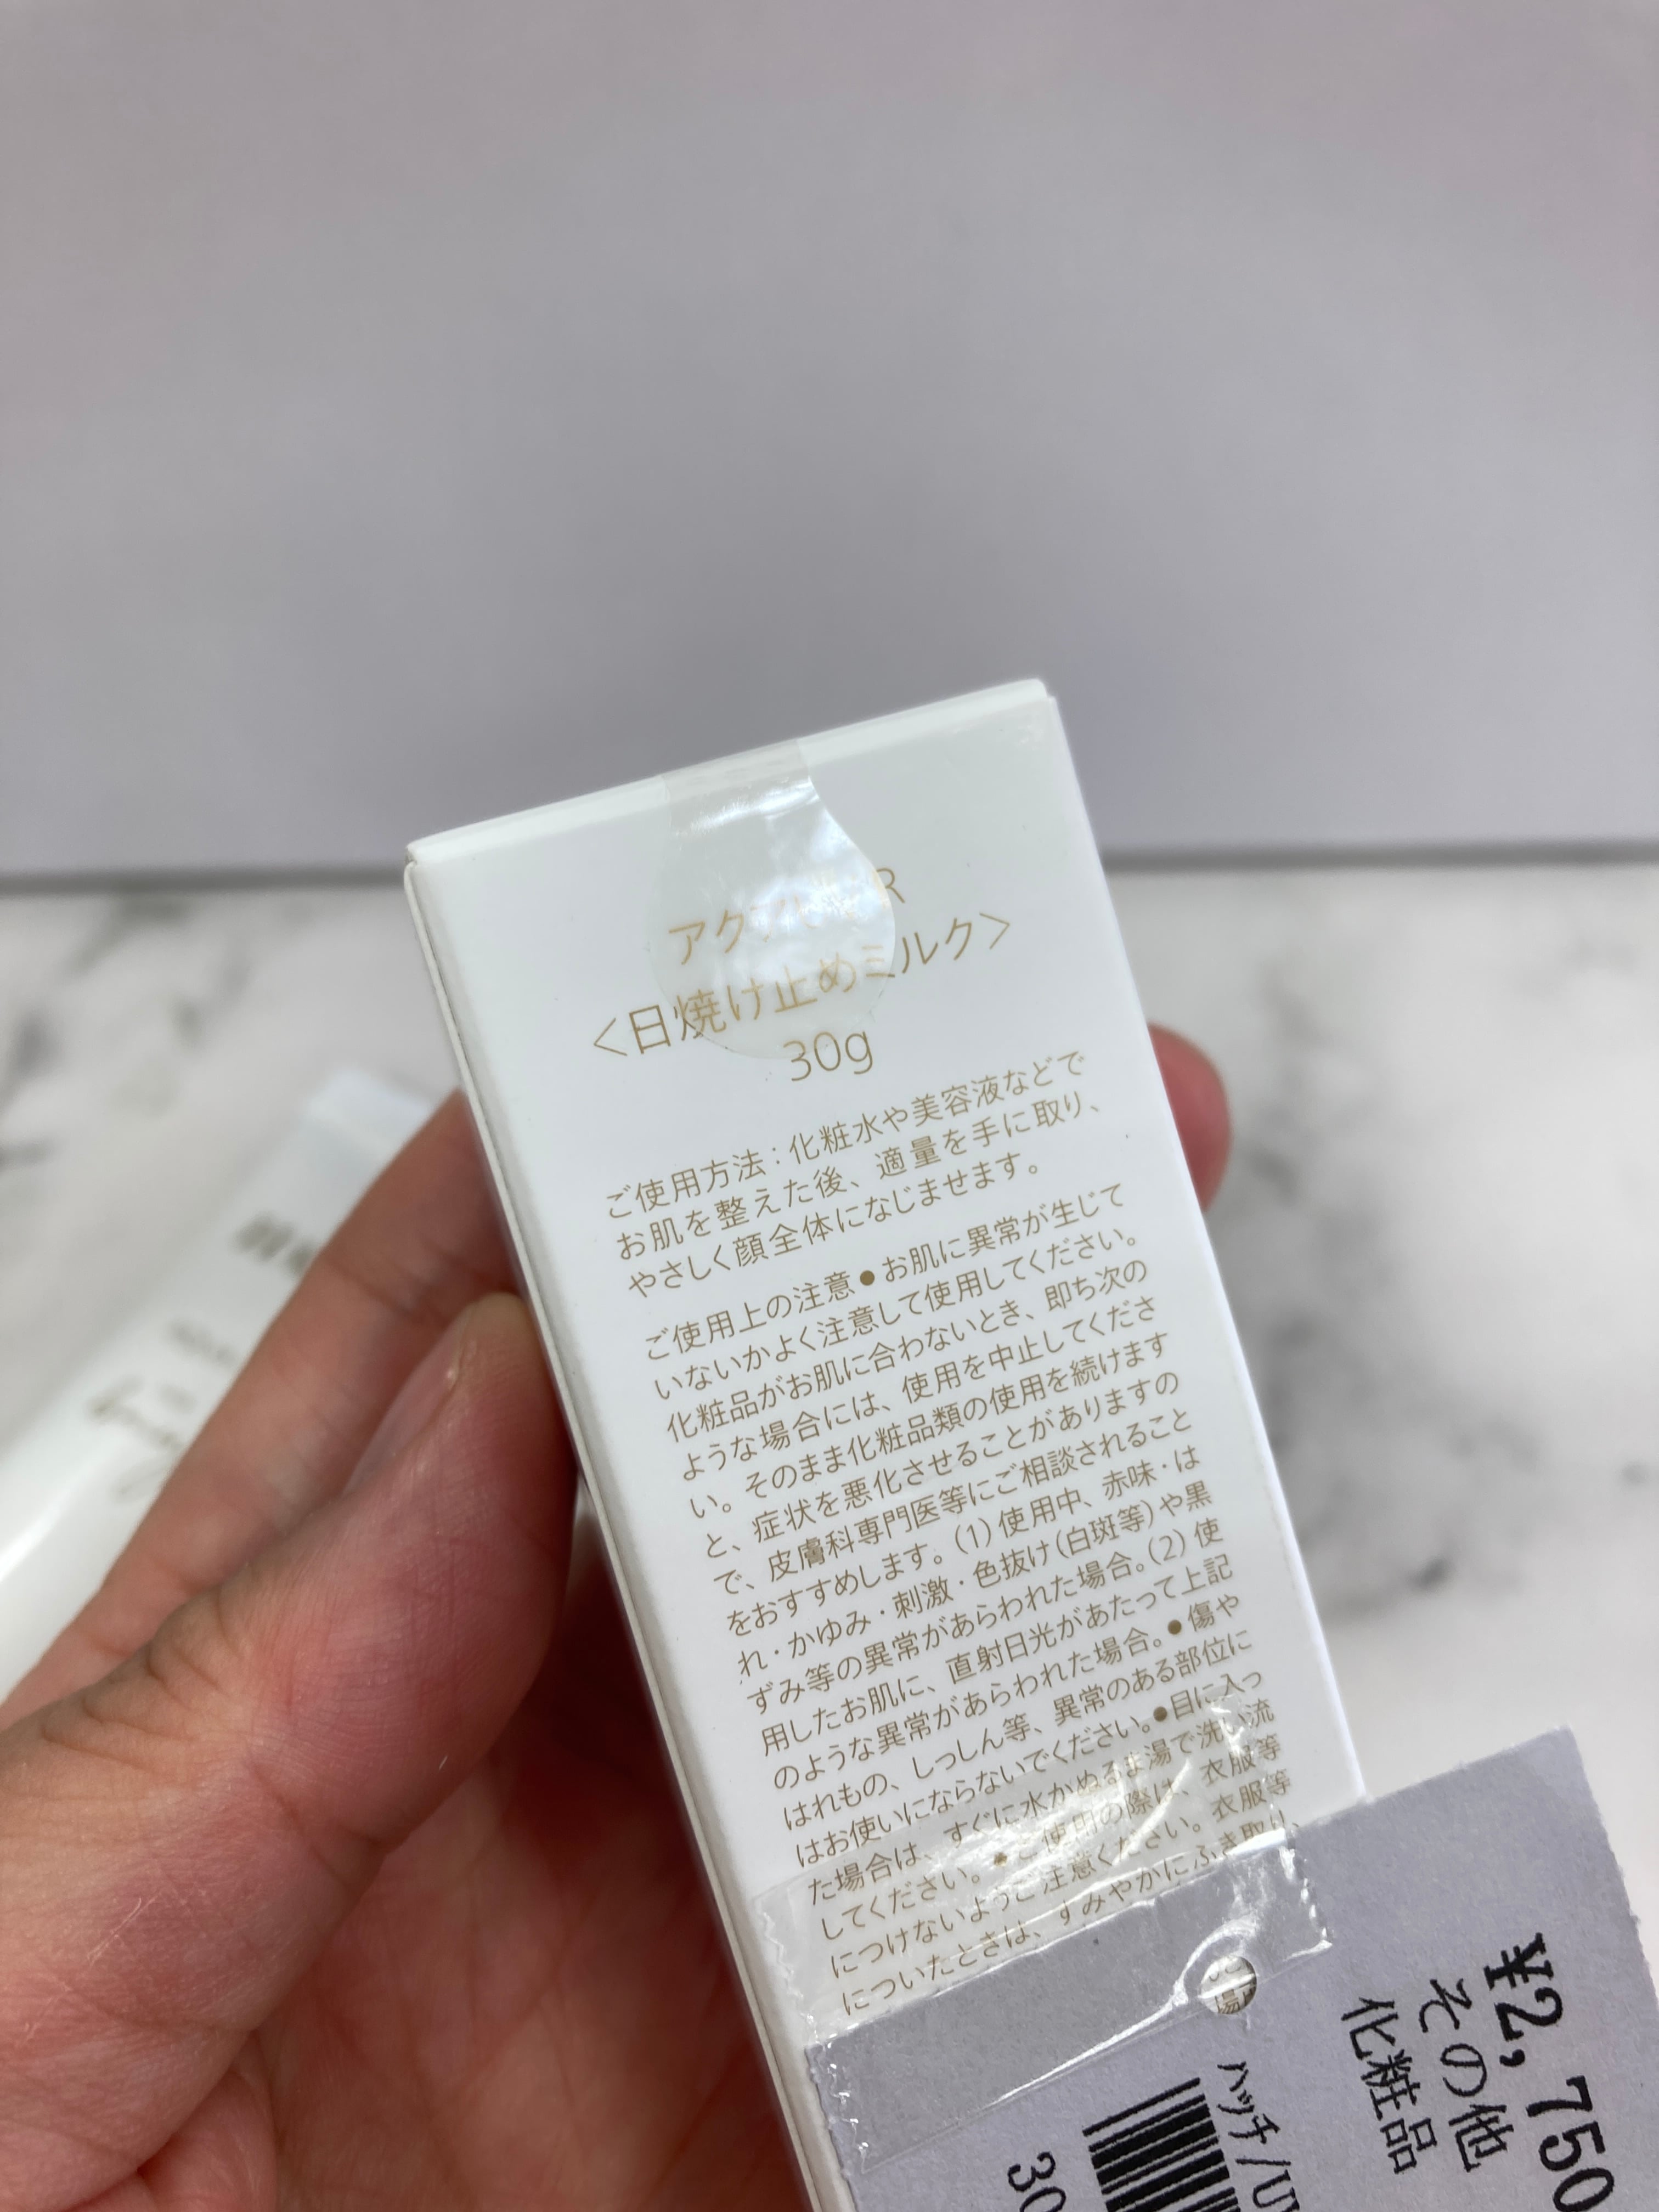 <日焼け止めミルク>
30g
ご使用方法：化粧水や美容液などで
お肌を整えた後、適量を手に取り、
やさしく顔全体になじませます。
ご使用上の注意●お肌に異常が生じて
いないかよく注意して使用してください。
化粧品がお肌に合わないとき、即ち次の
ような場合には、使用を中止してくださ
い。そのまま化粧品類の使用を続けます
と、症状を悪化させることがありますの
で、皮膚科専門医等にご相談されること
をおすすめします。(1) 使用中、赤味・は
れ・かゆみ・刺激・色抜け(白斑等)や黒
ずみ等の異常があらわれた場合。(2) 使
用したお肌に、直射日光があたって上記
のような異常があらわれた場合。●傷や
はれもの、しっしん等、異常のある部位に
はお使いにならないでください。●目に入っ
た場合は、すぐに水かぬるま湯で洗い流
してください。●ご使用の際は、衣服等
につけないようご注意ください。衣服等
についたときは、すみやかにふき取り、
¥2,750
その他
化粧品
ハッチ/U
30